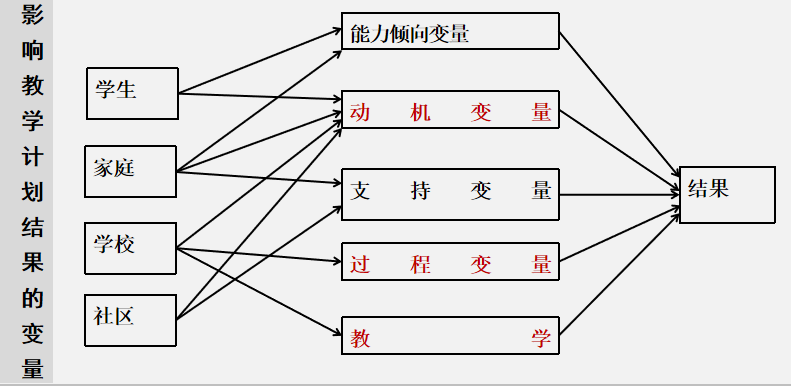 影响教学计划结果的变量
学生
家庭
学校
社区
能力倾向变量
动机变量
支持变量
过程变量
教学
结果